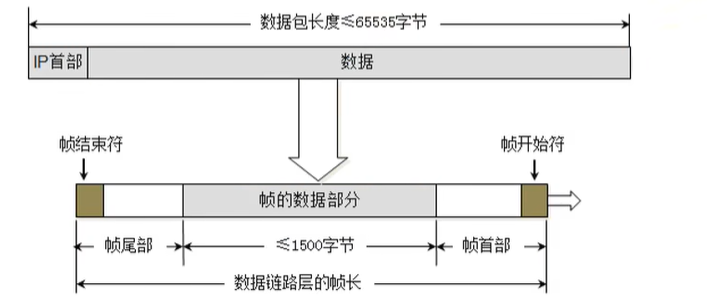 数据包长度≤65535字节
IP首部 数据
帧结束符 帧开始符
帧的数据部分
帧尾部 ≤1500字节 帧首部
数据链路层的帧长